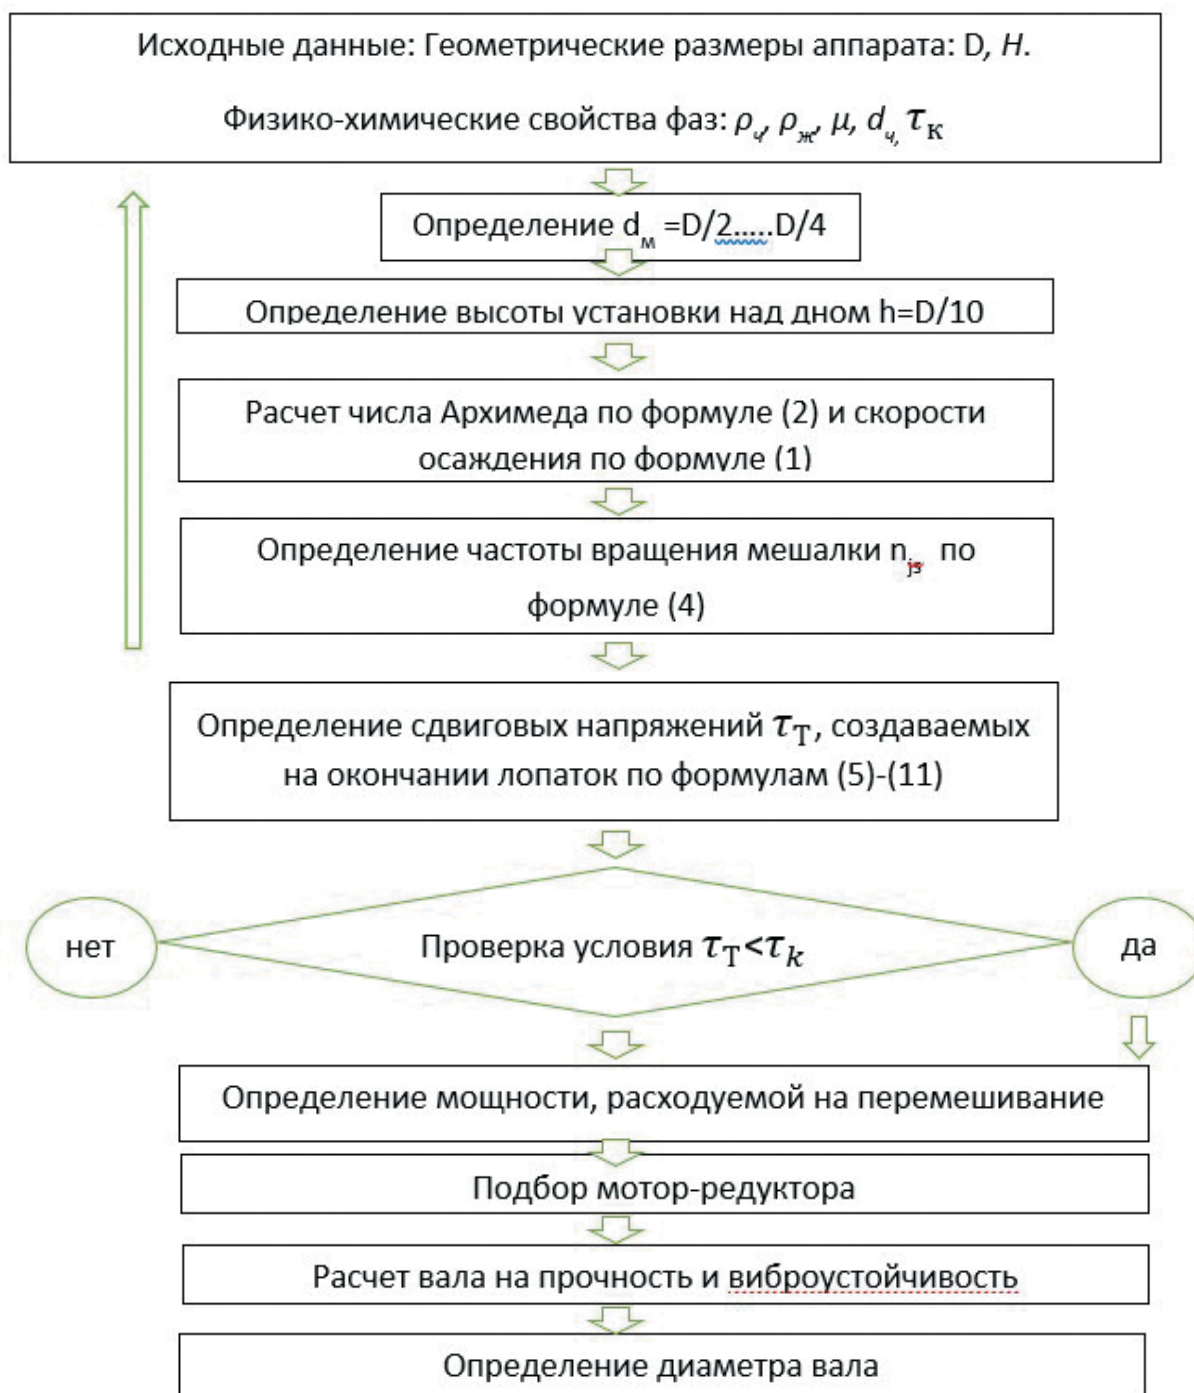 Исходные данные: Геометрические размеры аппарата: D, H.
Физико-химические свойства фаз: ρч, ρж, μ, dч, τк
Определение dм =D/2.....D/4
Определение высоты установки над дном h=D/10
Расчет числа Архимеда по формуле (2) и скорости
осаждения по формуле (1)
Определение частоты вращения мешалки njs по
формуле (4)
Определение сдвиговых напряжений τТ, создаваемых
на окончании лопаток по формулам (5)-(11)
нет
Проверка условия τТ<τk
да
Определение мощности, расходуемой на перемешивание
Подбор мотор-редуктора
Расчет вала на прочность и виброустойчивость
Определение диаметра вала